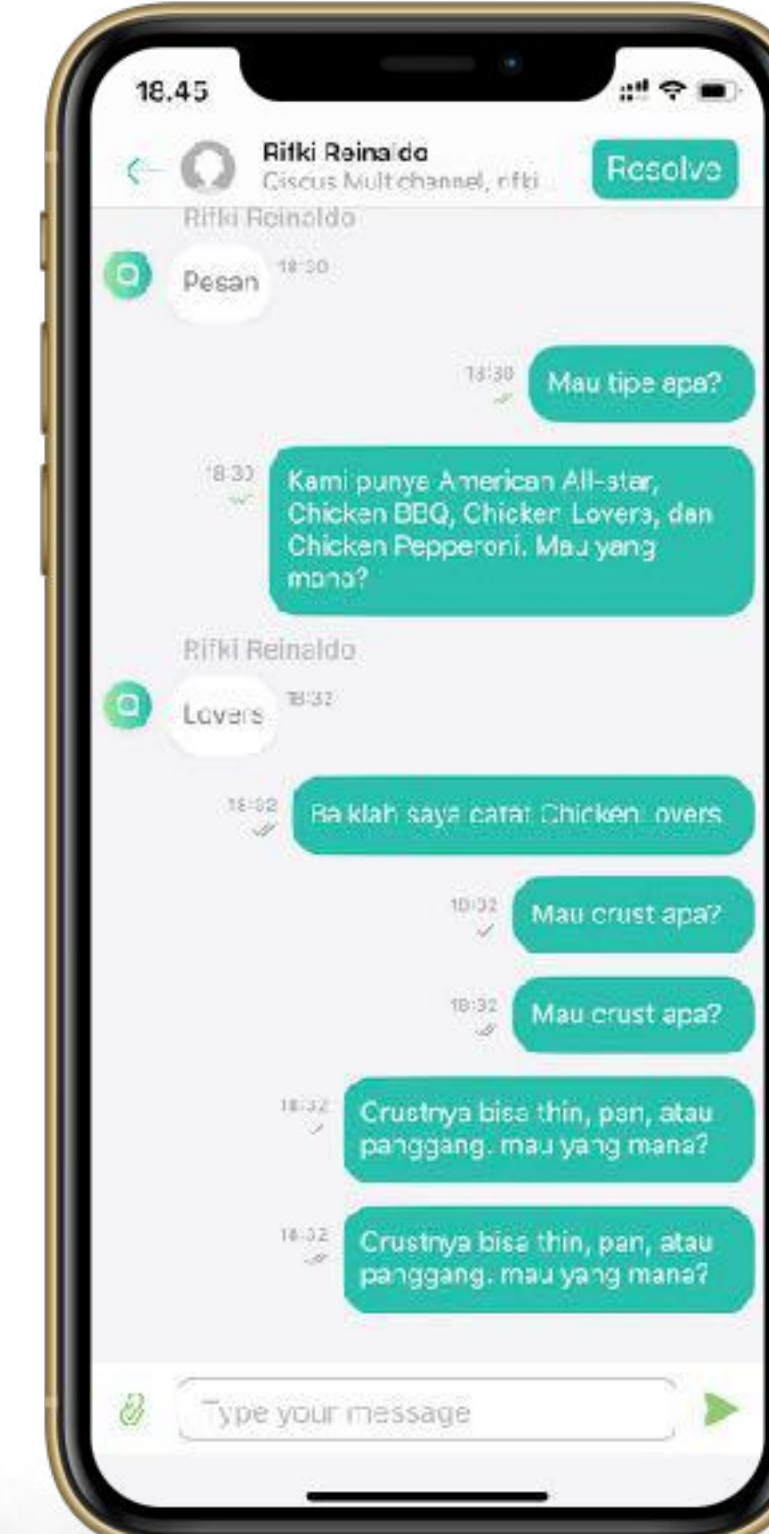 18.45
Rifki Reinaldo
Resolve
Qiscus Multichannel, rifki...
Rifki Reinaldo
Pesan
18:30
18:30
Mau tipe apa?
18:30
Kami punya American All-star,
Chicken BBQ, Chicken Lovers, dan
Chicken Pepperoni. Mau yang
mana?
Rifki Reinaldo
Lovers
18:32
18:32
Baiklah saya catat Chicken Lovers
18:32
Mau crust apa?
18:32
Mau crust apa?
18:32
Crustnya bisa thin, pan, atau
panggang. mau yang mana?
18:32
Crustnya bisa thin, pan, atau
panggang. mau yang mana?
Type your message